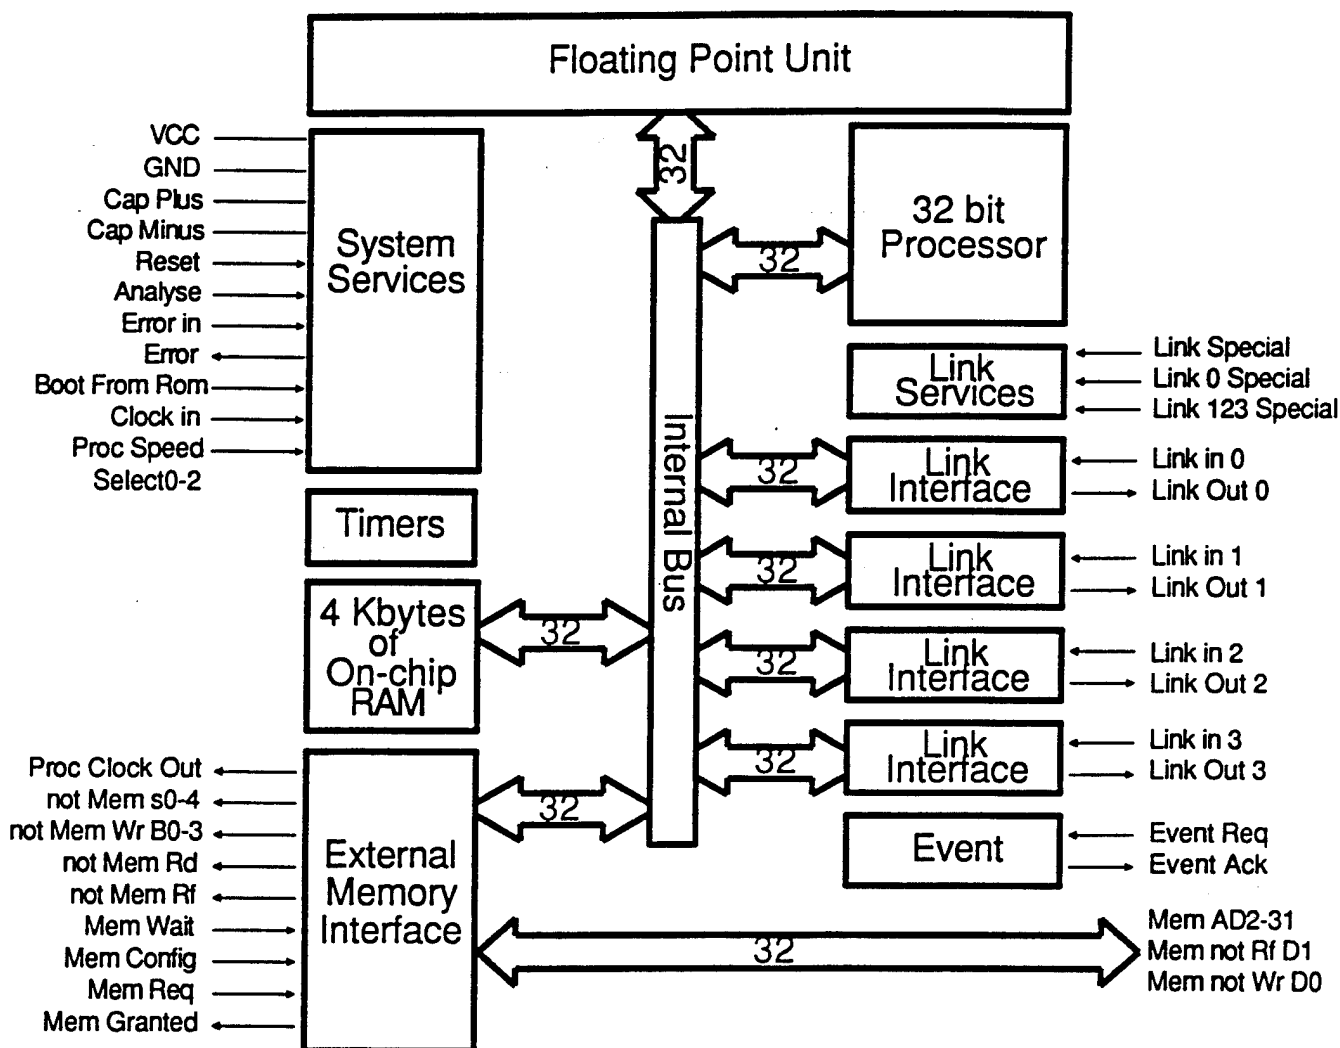 Floating Point Unit
32
VCC
GND
Cap Plus
Cap Minus
Reset
Analyse
Error in
Error
Boot From Rom
Clock in
Proc Speed
Select0-2
System
Services
32 bit
Processor
32
Link Special
Link 0 Special
Link 123 Special
Link
Services
Internal Bus
32
Link
Interface
Link in 0
Link Out 0
Timers
32
Link
Interface
Link in 1
Link Out 1
4 Kbytes
of
On-chip
RAM
32
32
Link
Interface
Link in 2
Link Out 2
32
Link
Interface
Link in 3
Link Out 3
Proc Clock Out
not Mem s0-4
not Mem Wr B0-3
not Mem Rd
not Mem Rf
Mem Wait
Mem Config
Mem Req
Mem Granted
External
Memory
Interface
32
Event
Event Req
Event Ack
32
Mem AD2-31
Mem not Rf D1
Mem not Wr D0